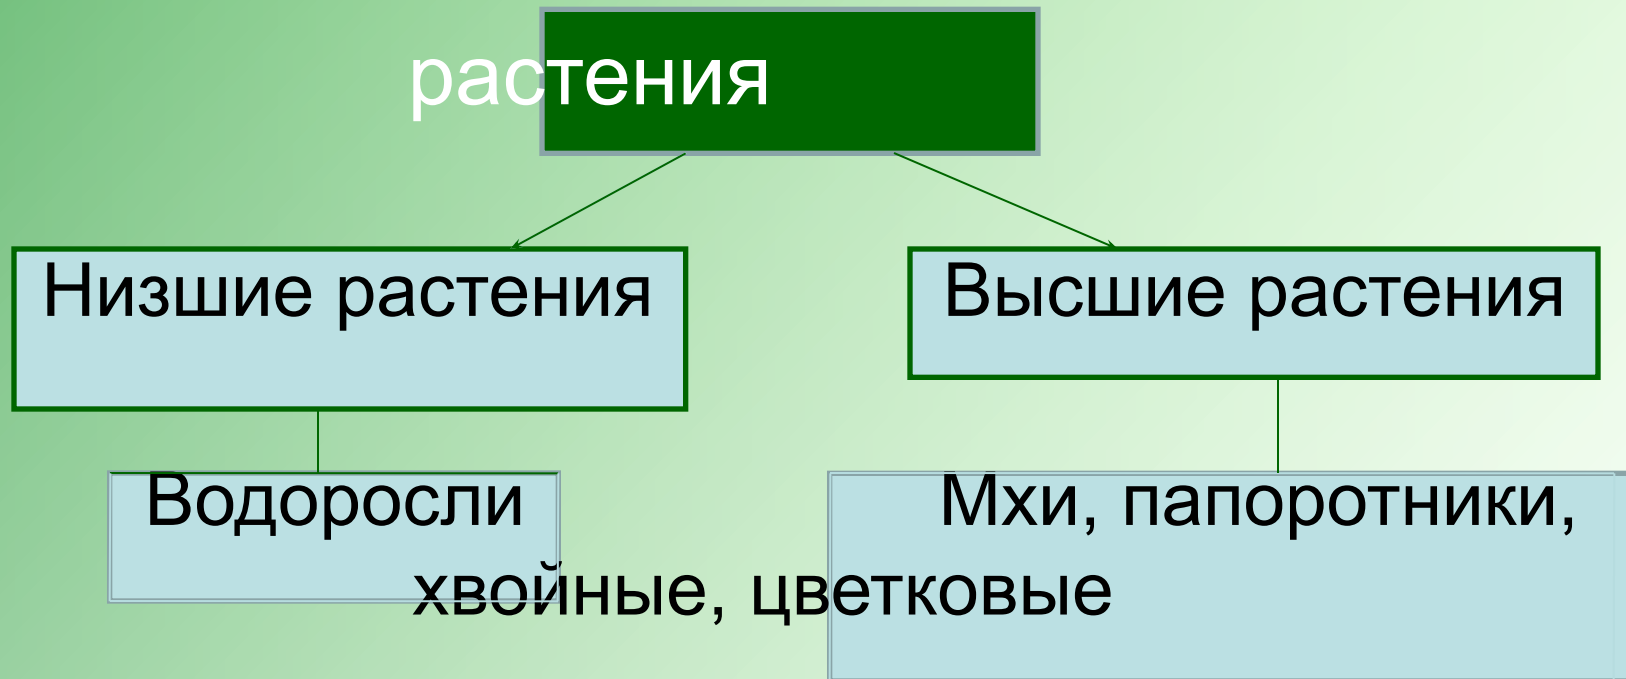 растения
Низшие растения
Высшие растения
Водоросли
Мхи, папоротники,
хвойные, цветковые